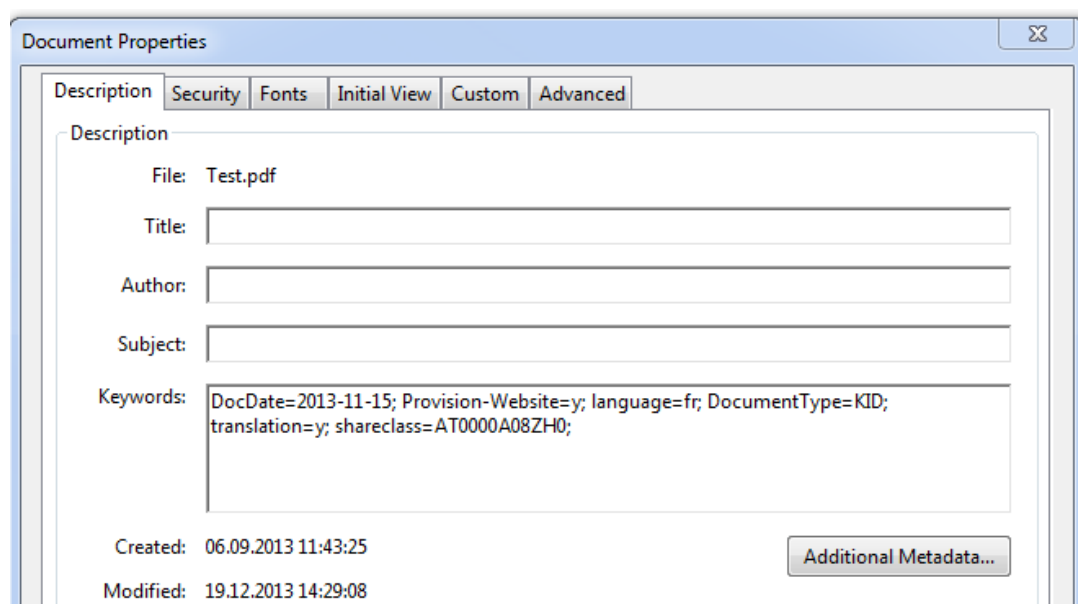 Document Properties
Description Security Fonts Initial View Custom Advanced
Description
File: Test.pdf
Title:
Author:
Subject:
Keywords: DocDate=2013-11-15; Provision-Website=y; language=fr; DocumentType=KID;
translation=y; shareclass=AT0000A08ZH0;
Created: 06.09.2013 11:43:25
Additional Metadata...
Modified: 19.12.2013 14:29:08